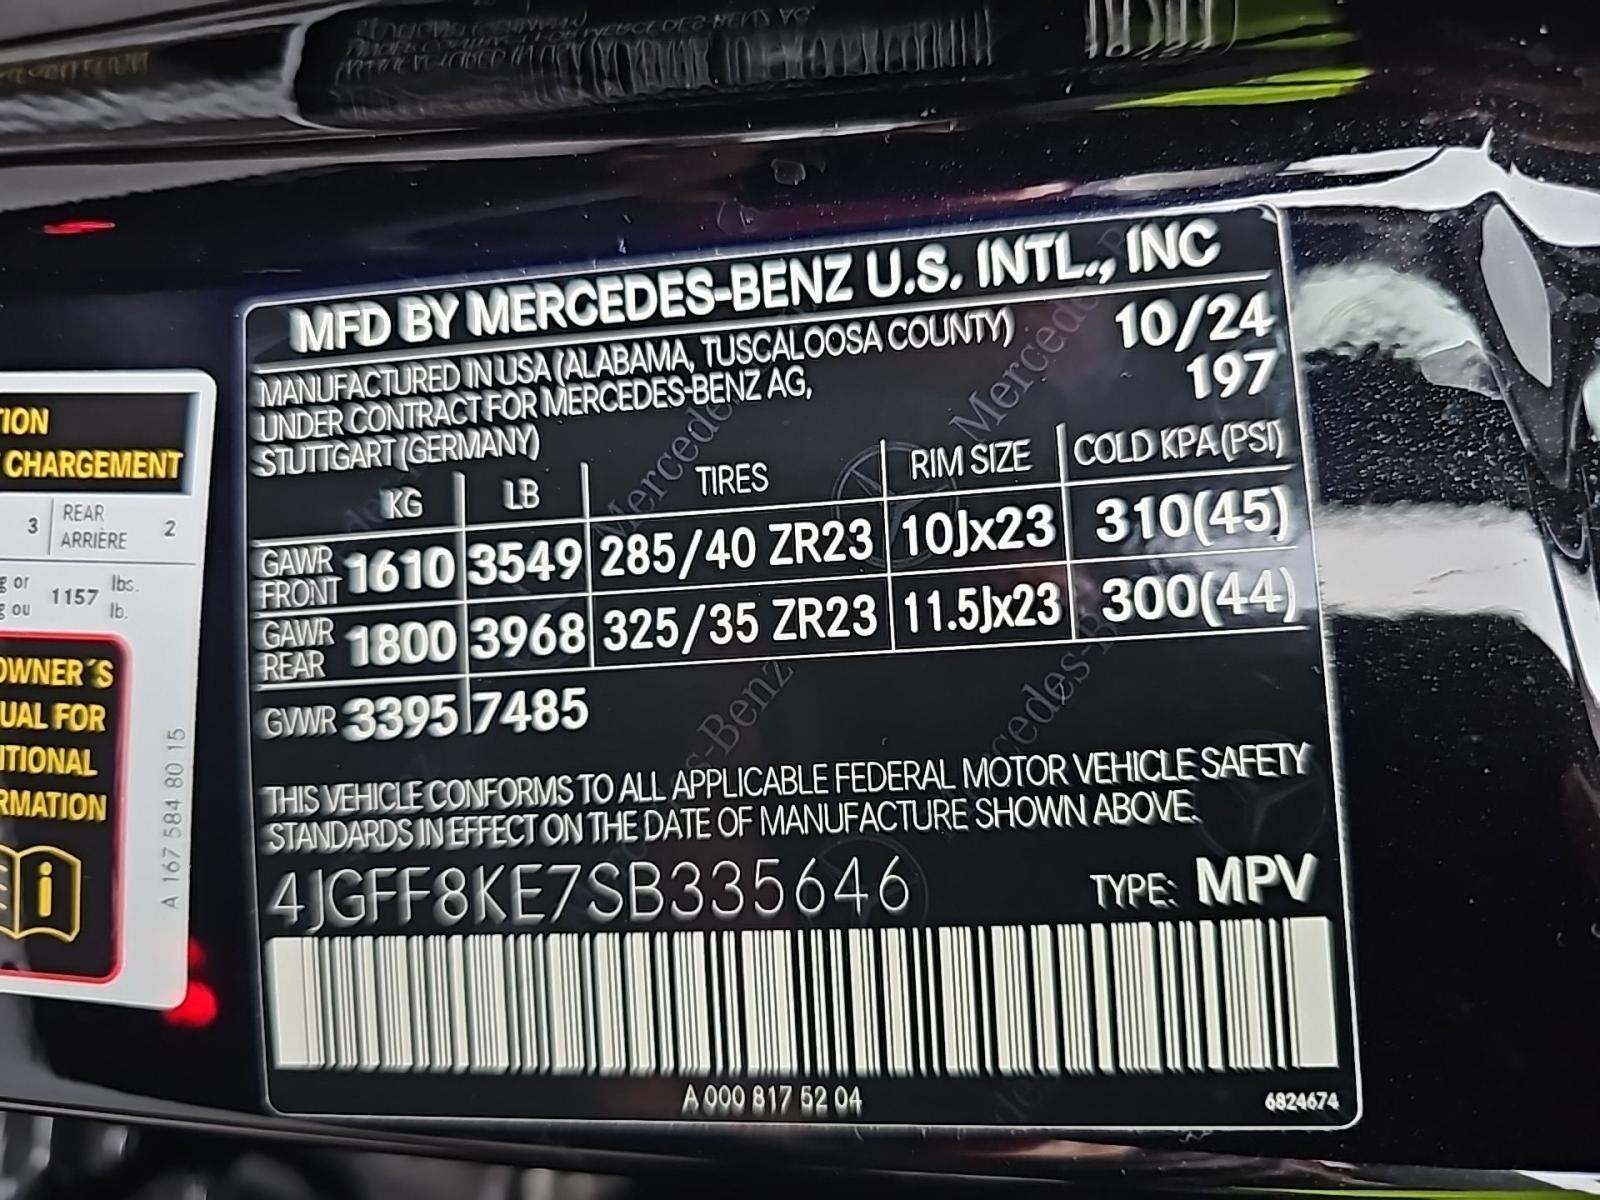 TION
CHARGEMENT
3 REAR ARRIÈRE 2
g or
g ou 1157 lbs. lb.
OWNER´S
UAL FOR
ITIONAL
RMATION
i
A 167 584 80 15
MFD BY MERCEDES-BENZ U.S. INTL., INC
MANUFACTURED IN USA (ALABAMA, TUSCALOOSA COUNTY) 10/24
UNDER CONTRACT FOR MERCEDES-BENZ AG, 197
STUTTGART (GERMANY)
KG LB TIRES RIM SIZE COLD KPA (PSI)
GAWR FRONT 1610 3549 285/40 ZR23 10Jx23 310(45)
GAWR REAR 1800 3968 325/35 ZR23 11.5Jx23 300(44)
GVWR 3395 7485
THIS VEHICLE CONFORMS TO ALL APPLICABLE FEDERAL MOTOR VEHICLE SAFETY
STANDARDS IN EFFECT ON THE DATE OF MANUFACTURE SHOWN ABOVE.
4JGFF8KE7SB335646 TYPE: MPV
A 000 817 52 04 6824674